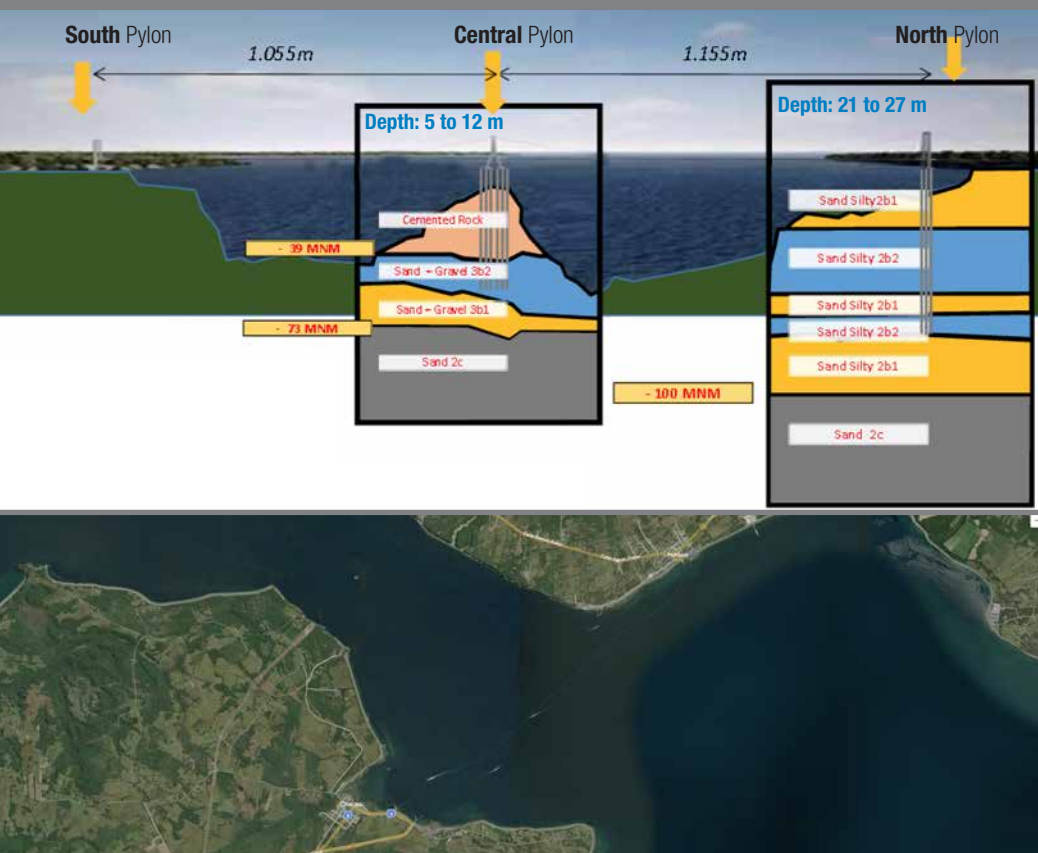 South Pylon
Central Pylon
North Pylon
1.055m
1.155m
Depth: 5 to 12 m
Depth: 21 to 27 m
Cemented Rock
- 39 MNM
Sand - Gravel 3b2
Sand - Gravel 3b1
- 73 MNM
Sand 2c
- 100 MNM
Sand Silty2b1
Sand Silty 2b2
Sand Silty 2b1
Sand Silty 2b2
Sand Silty 2b1
Sand 2c